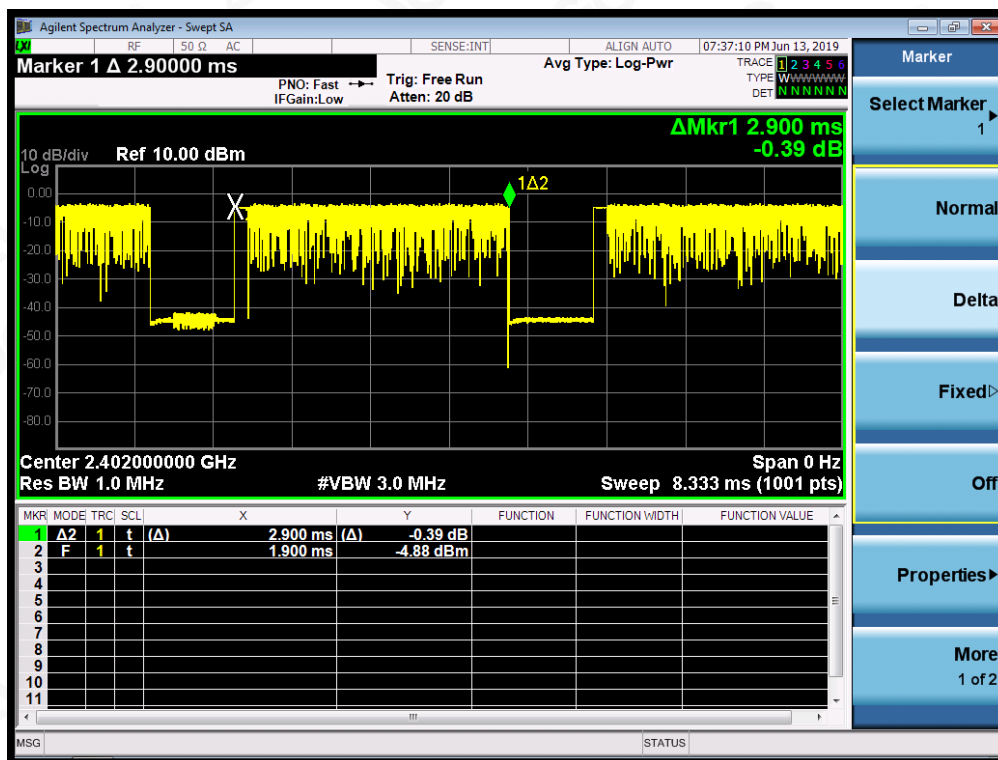 Agilent Spectrum Analyzer - Swept SA
LXI RF 50 Ω AC SENSE:INT ALIGN AUTO 07:37:10 PM Jun 13, 2019
Marker 1 Δ 2.90000 ms
PNO: Fast
IFGain:Low
Trig: Free Run
Atten: 20 dB
Avg Type: Log-Pwr
TRACE 1 2 3 4 5 6
TYPE WWWWWWW
DET N N N N N N
ΔMkr1 2.900 ms
-0.39 dB
10 dB/div Ref 10.00 dBm
Log
0.00
-10.0
-20.0
-30.0
-40.0
-50.0
-60.0
-70.0
-80.0
X
1Δ2
Center 2.402000000 GHz Span 0 Hz
Res BW 1.0 MHz #VBW 3.0 MHz Sweep 8.333 ms (1001 pts)
MKR MODE TRC SCL X Y FUNCTION FUNCTION WIDTH FUNCTION VALUE
1 Δ2 1 t (Δ) 2.900 ms (Δ) -0.39 dB
2 F 1 t 1.900 ms -4.88 dBm
3
4
5
6
7
8
9
10
11
MSG STATUS
Marker
Select Marker
1
Normal
Delta
Fixed
Off
Properties
More
1 of 2